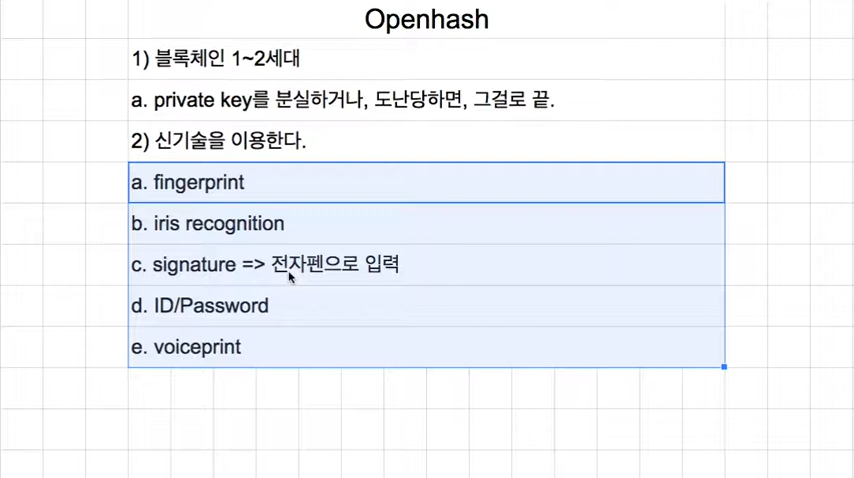 Openhash
1) 블록체인 1~2세대
a. private key를 분실하거나, 도난당하면, 그걸로 끝.
2) 신기술을 이용한다.
a. fingerprint
b. iris recognition
c. signature => 전자펜으로 입력
d. ID/Password
e. voiceprint